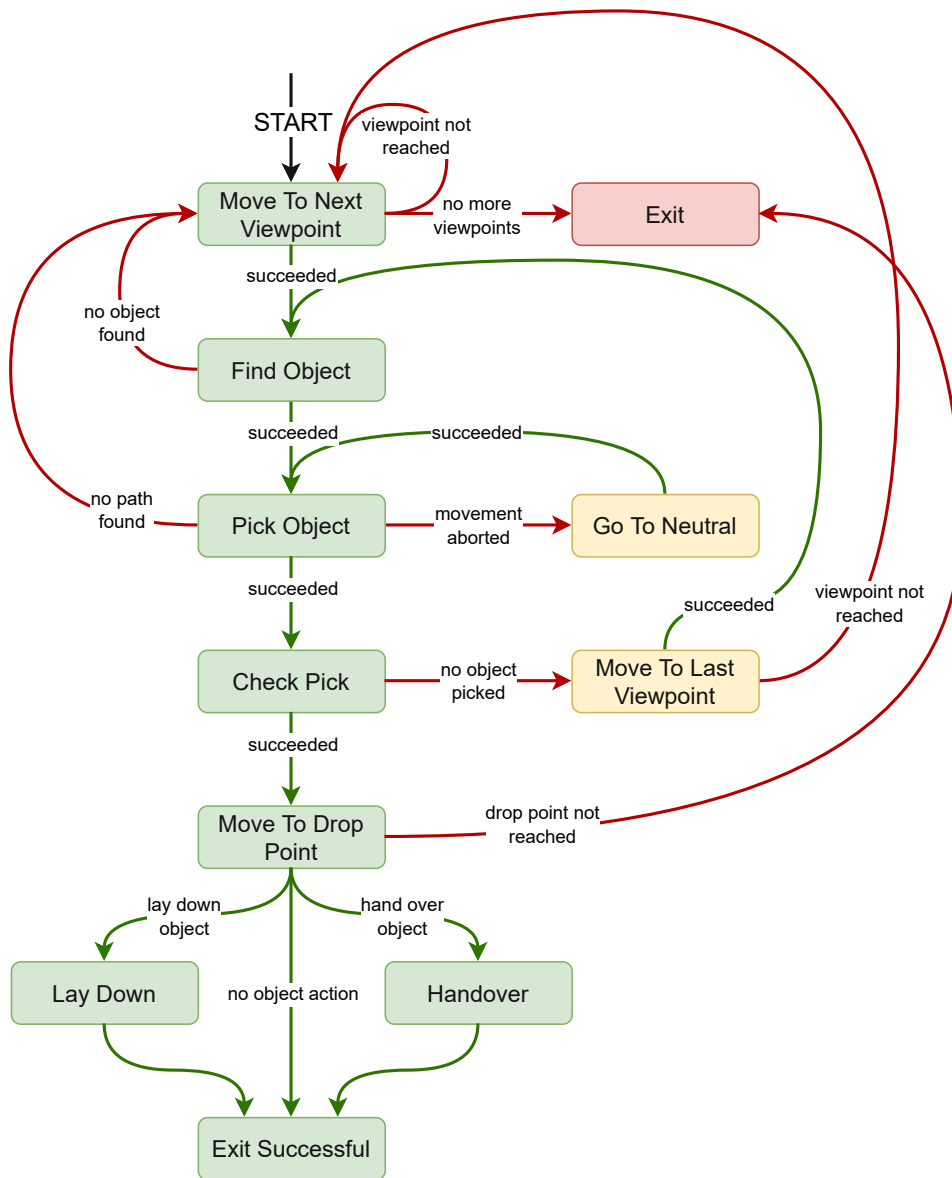 START
viewpoint not
reached
Move To Next
Viewpoint
no more
viewpoints
Exit
succeeded
no object
found
Find Object
succeeded
succeeded
no path
found
Pick Object
movement
aborted
Go To Neutral
succeeded
succeeded
viewpoint not
reached
Check Pick
no object
picked
Move To Last
Viewpoint
succeeded
Move To Drop
Point
drop point not
reached
lay down
object
hand over
object
Lay Down
no object action
Handover
Exit Successful